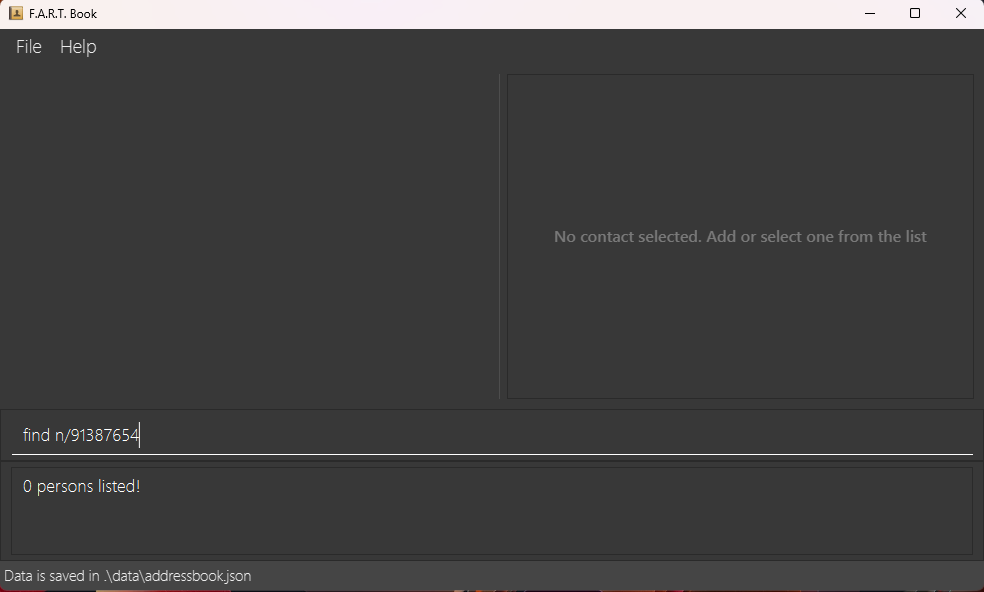 F.A.R.T. Book
File Help
No contact selected. Add or select one from the list
find n/91387654
0 persons listed!
Data is saved in .\data\addressbook.json